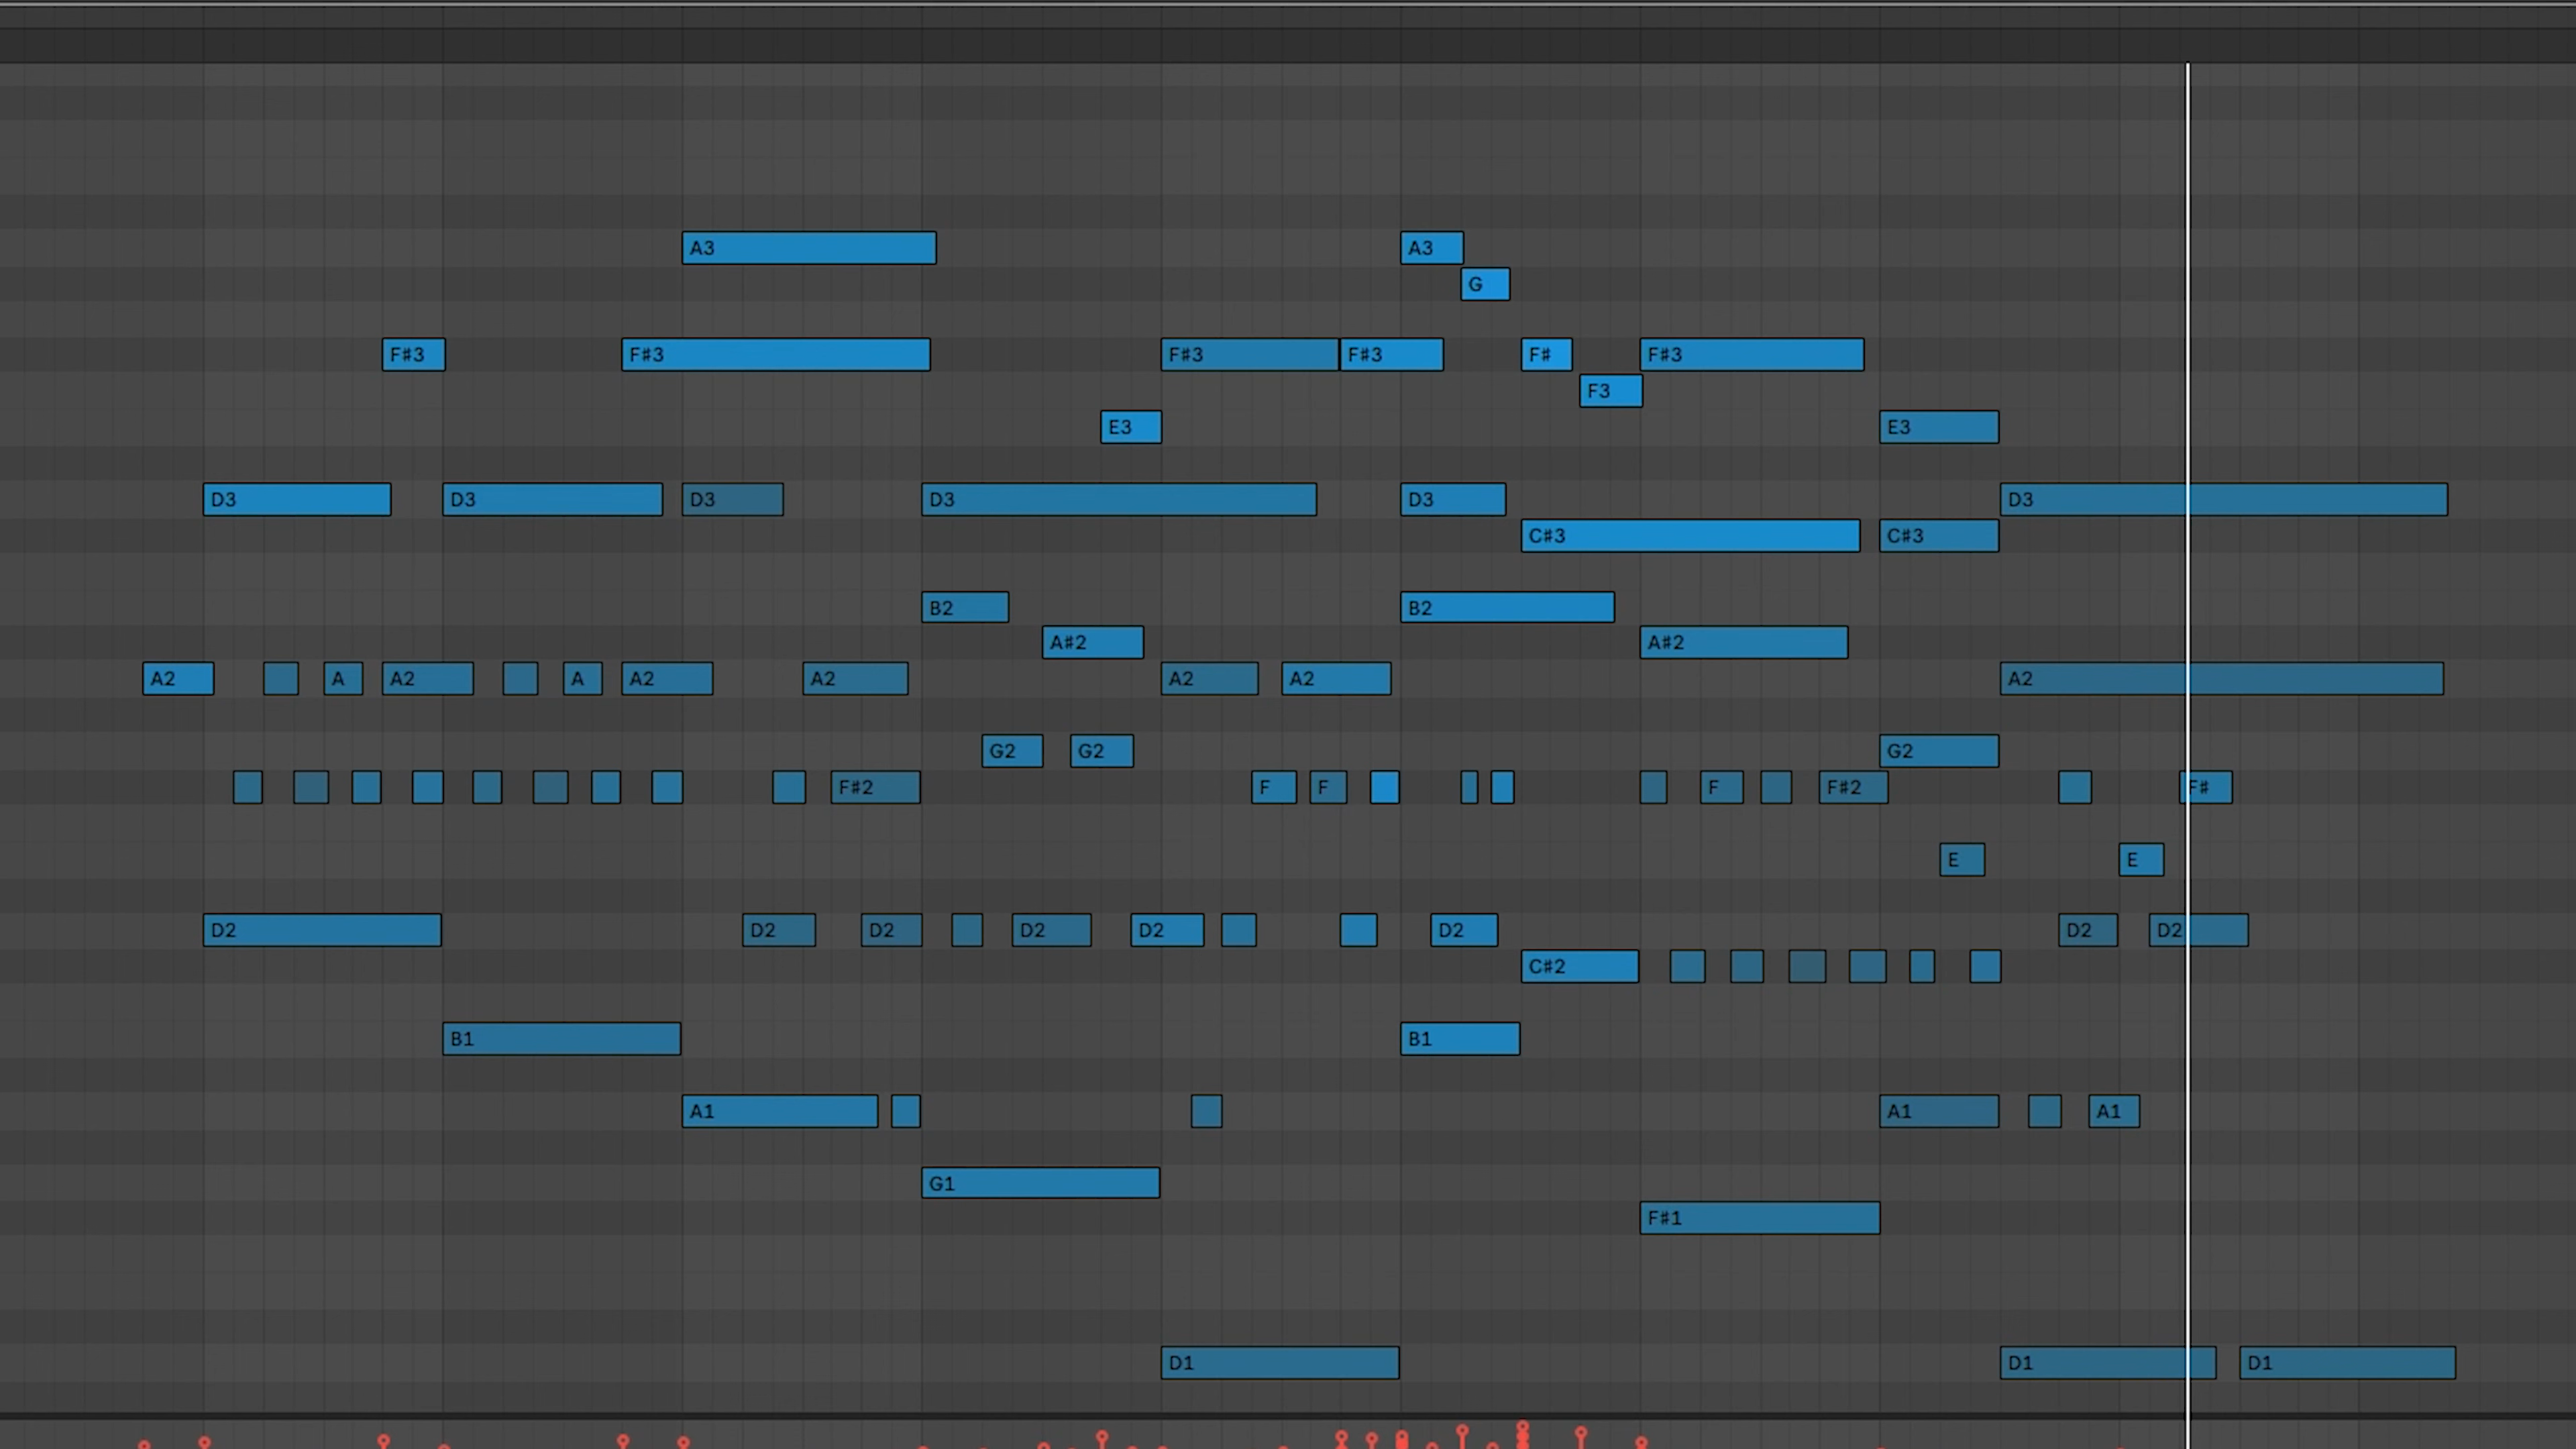 A3 A3
G
F#3 F#3 F#3 F#3 F# F#3
F3
E3 E3
D3 D3 D3 D3 D3 D3
C#3 C#3
B2 B2
A#2 A#2
A2 A A2 A A2 A2 A2 A2 A2
G2 G2 G2
F#2 F F F F#2 F#
E E
D2 D2 D2 D2 D2 D2 D2 D2
C#2
B1 B1
A1 A1 A1
G1
F#1
D1 D1 D1